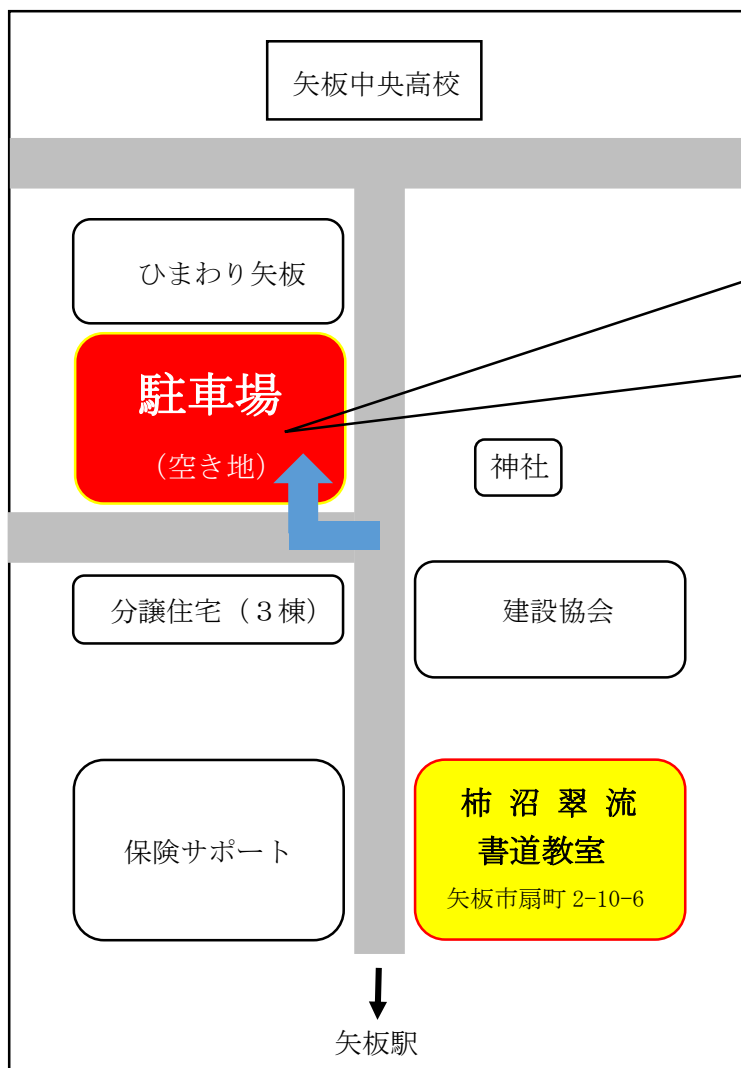 矢板中央高校
ひまわり矢板
駐車場
(空き地)
神社
分譲住宅(3棟)
建設協会
保険サポート
柿沼翠流
書道教室
矢板市扇町 2-10-6
矢板駅